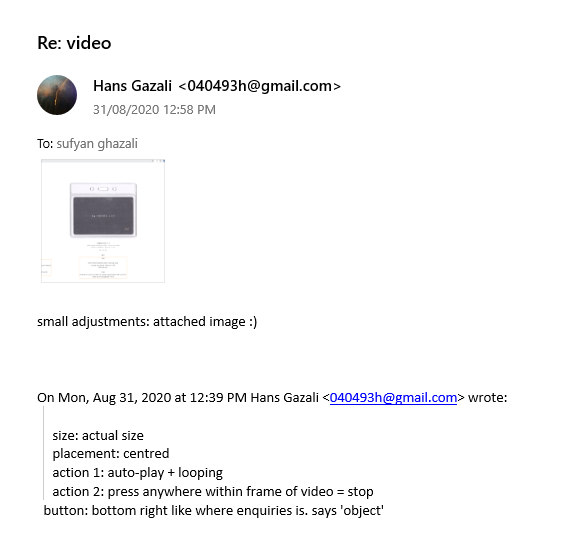 Re: video
Hans Gazali <040493h@gmail.com>
31/08/2020 12:58 PM
To: sufyan ghazali
small adjustments: attached image :)
On Mon, Aug 31, 2020 at 12:39 PM Hans Gazali <040493h@gmail.com> wrote:
size: actual size
placement: centred
action 1: auto-play + looping
action 2: press anywhere within frame of video = stop
button: bottom right like where enquiries is. says 'object'